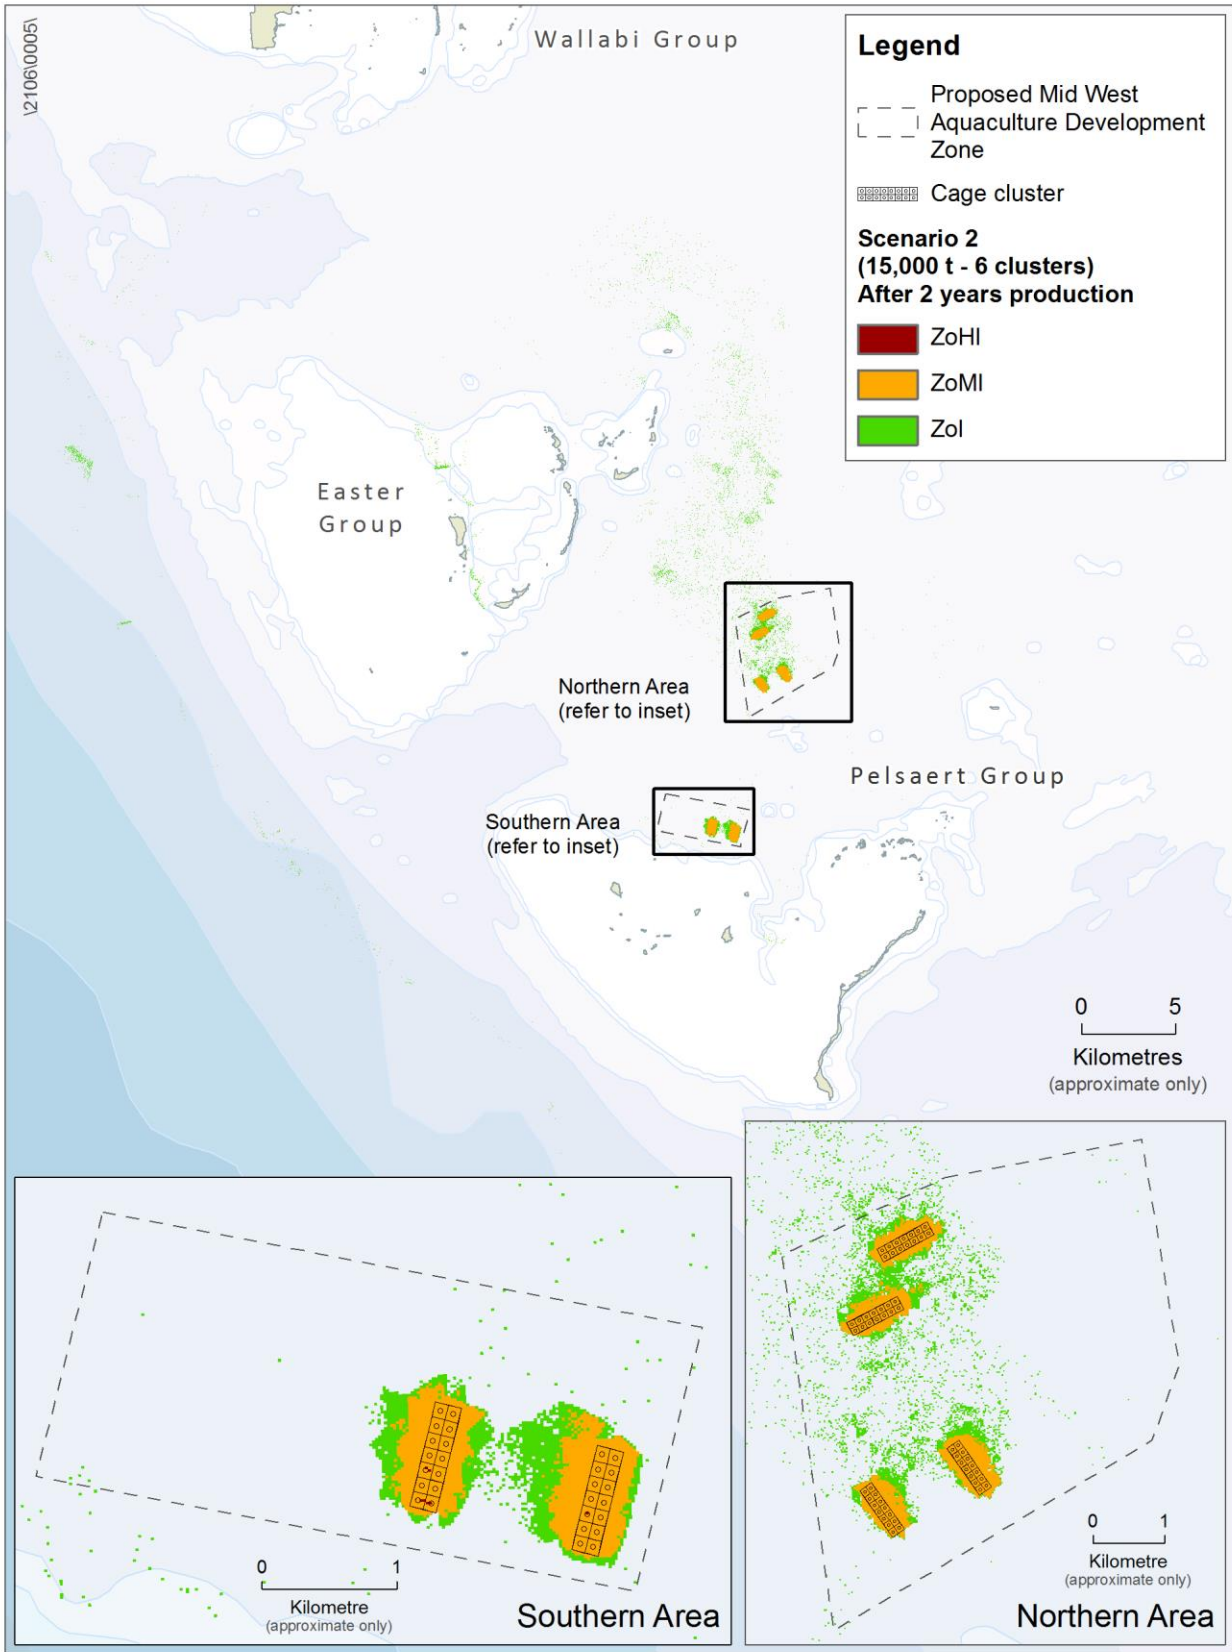 \2106\0005\
Wallabi Group
Legend
Proposed Mid West
Aquaculture Development
Zone
Cage cluster
Scenario 2
(15,000 t - 6 clusters)
After 2 years production
ZoHI
ZoMI
ZoI
Easter
Group
Northern Area
(refer to inset)
Pelsaert Group
Southern Area
(refer to inset)
0 5
Kilometres
(approximate only)
0 1
Kilometre
(approximate only)
Southern Area
0 1
Kilometre
(approximate only)
Northern Area